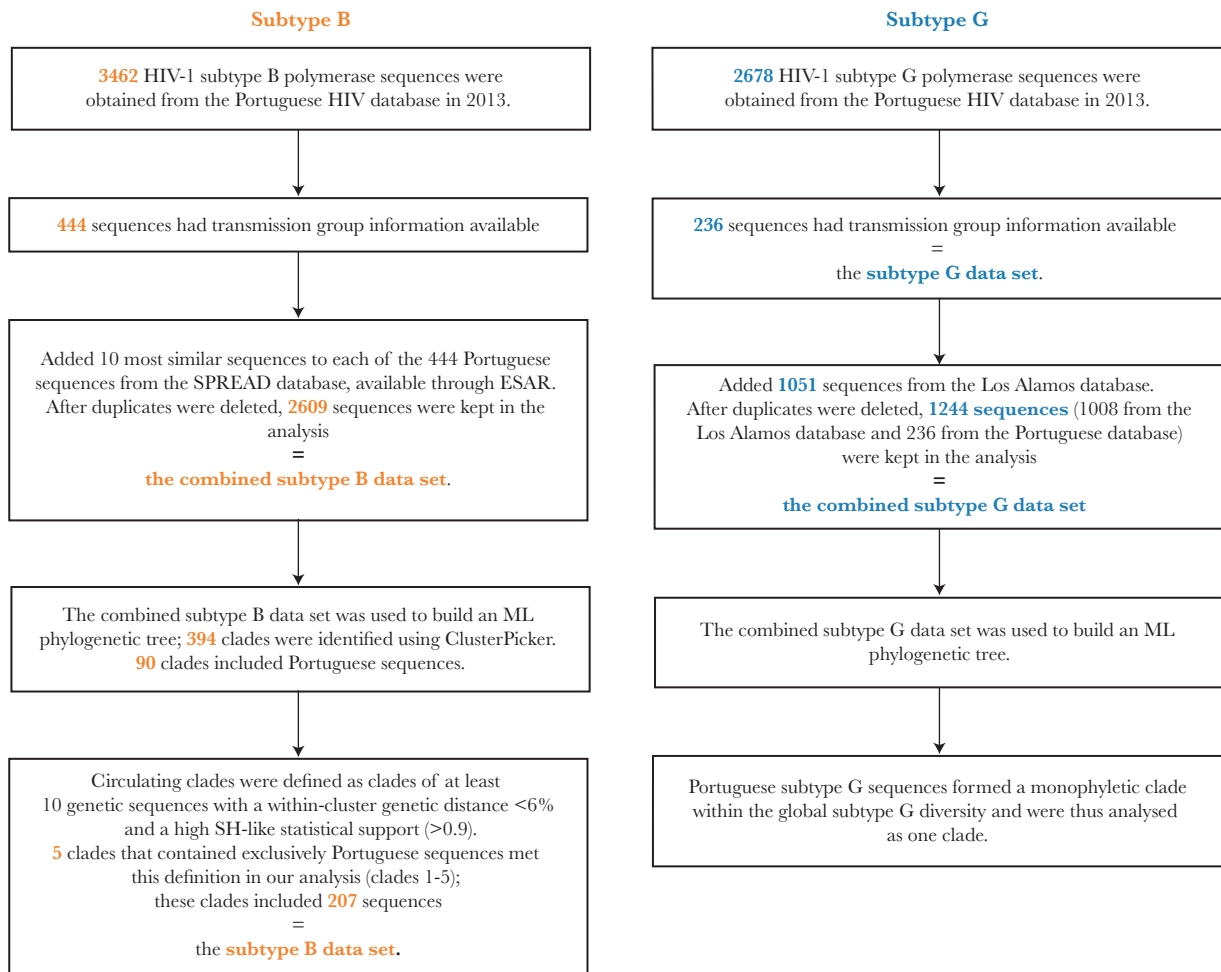 Subtype B
3462 HIV-1 subtype B polymerase sequences were
obtained from the Portuguese HIV database in 2013.
444 sequences had transmission group information available
Added 10 most similar sequences to each of the 444 Portuguese
sequences from the SPREAD database, available through ESAR.
After duplicates were deleted, 2609 sequences were kept in the
analysis
=
the combined subtype B data set.
The combined subtype B data set was used to build an ML
phylogenetic tree; 394 clades were identified using ClusterPicker.
90 clades included Portuguese sequences.
Circulating clades were defined as clades of at least
10 genetic sequences with a within-cluster genetic distance <6%
and a high SH-like statistical support (>0.9).
5 clades that contained exclusively Portuguese sequences met
this definition in our analysis (clades 1-5);
these clades included 207 sequences
=
the subtype B data set.
Subtype G
2678 HIV-1 subtype G polymerase sequences were
obtained from the Portuguese HIV database in 2013.
236 sequences had transmission group information available
=
the subtype G data set.
Added 1051 sequences from the Los Alamos database.
After duplicates were deleted, 1244 sequences (1008 from the
Los Alamos database and 236 from the Portuguese database)
were kept in the analysis
=
the combined subtype G data set
The combined subtype G data set was used to build an ML
phylogenetic tree.
Portuguese subtype G sequences formed a monophyletic clade
within the global subtype G diversity and were thus analysed
as one clade.